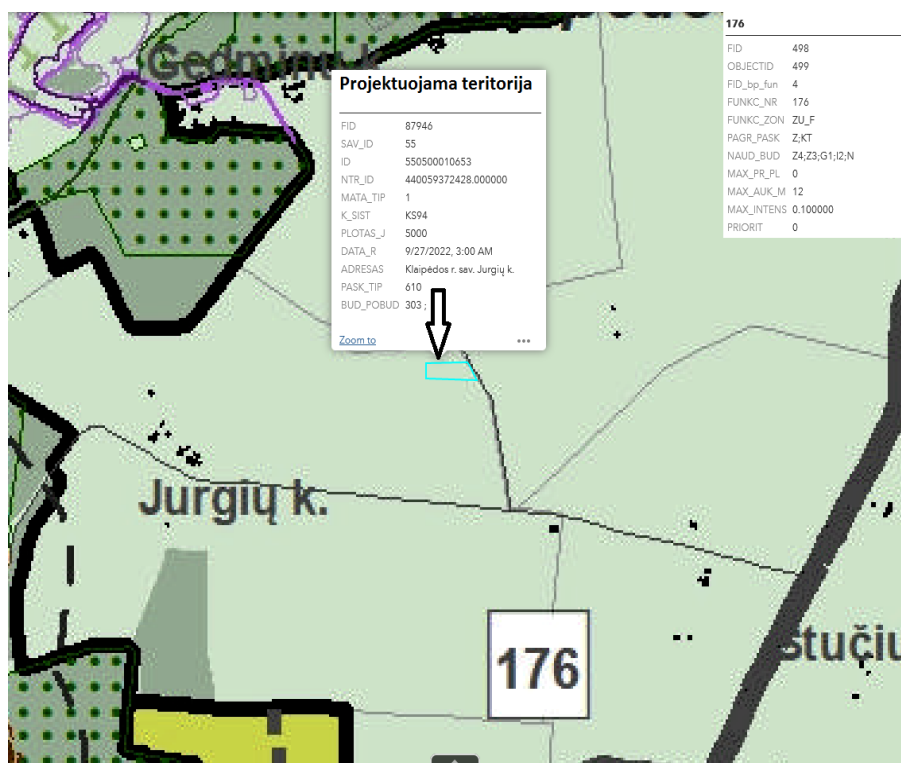 Gedminų k.
Projektuojama teritorija
FID 87946
SAV_ID 55
ID 550500010653
NTR_ID 440059372428.000000
MATA_TIP 1
K_SIST KS94
PLOTAS_J 5000
DATA_R 9/27/2022, 3:00 AM
ADRESAS Klaipėdos r. sav. Jurgių k.
PASK_TIP 610
BUD_POBUD 303 ;
Zoom to •••
176
FID 498
OBJECTID 499
FID_bp_fun 4
FUNKC_NR 176
FUNKC_ZON ZU_F
PAGR_PASK Z;KT
NAUD_BUD Z4;Z3;G1;I2;N
MAX_PR_PL 0
MAX_AUK_M 12
MAX_INTENS 0.100000
PRIORIT 0
Jurgių k.
176